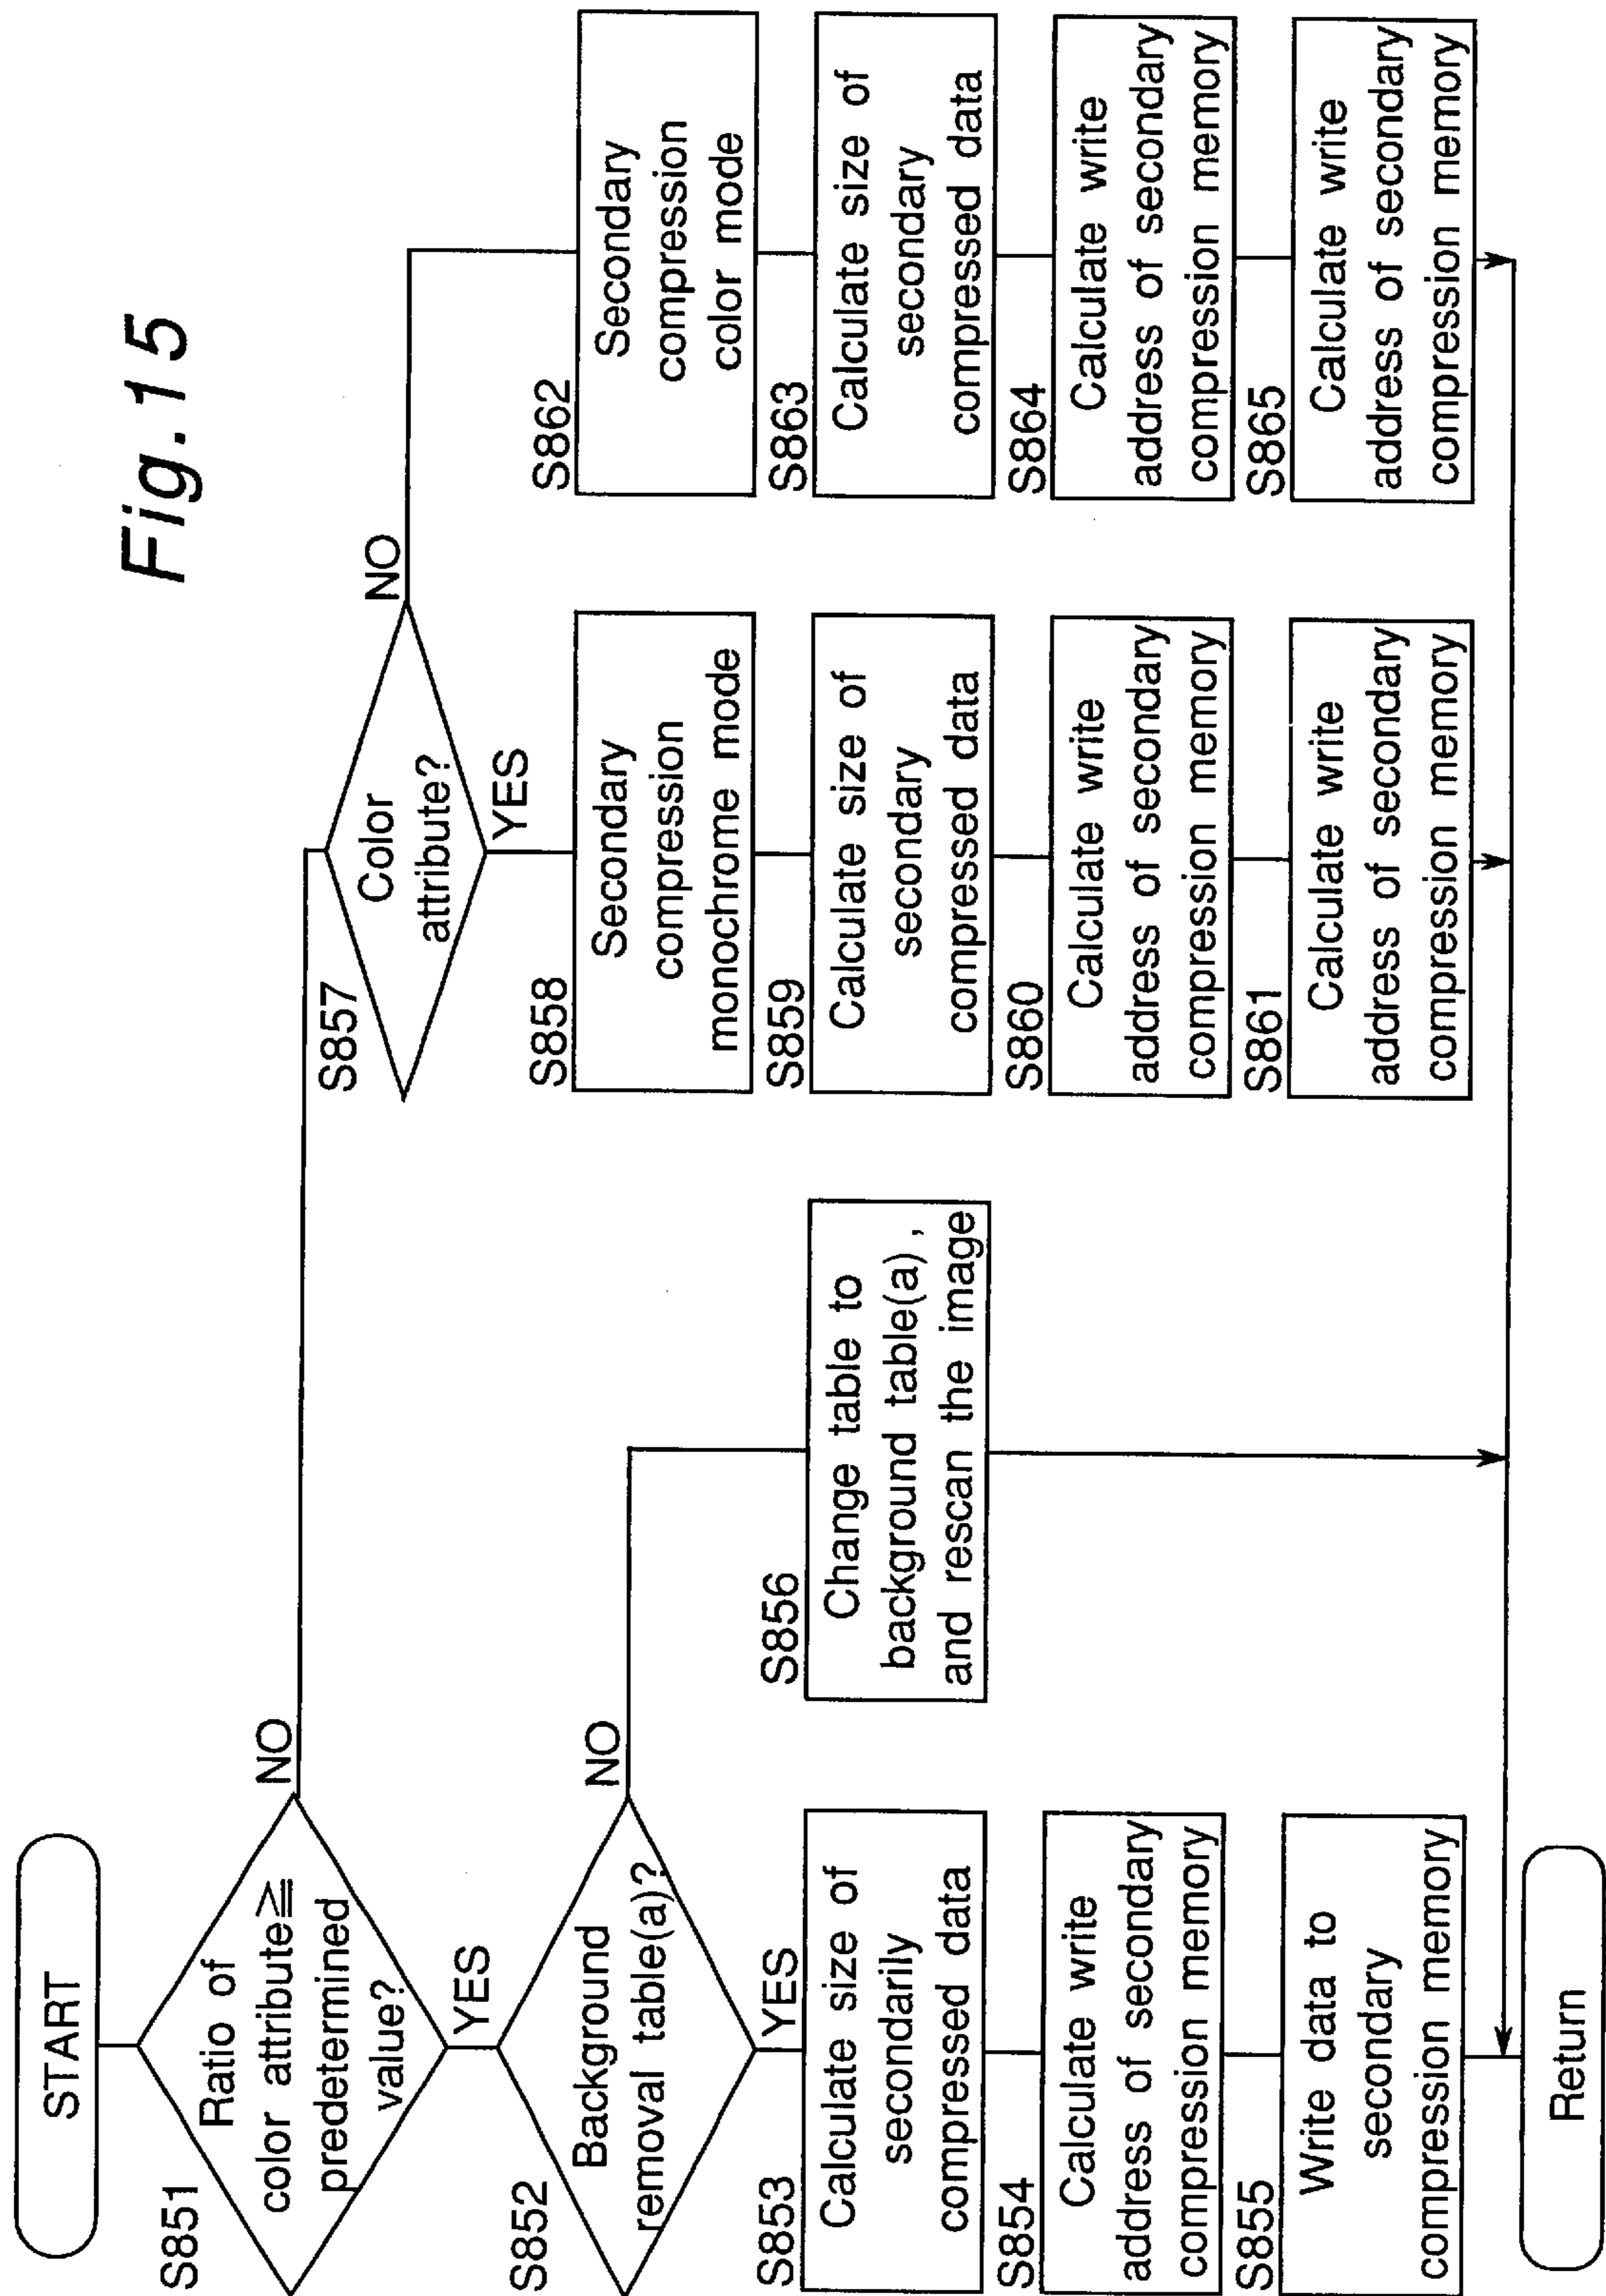 Fig.15
START
S851
Ratio of
color attribute≧
predetermined
value?
NO
YES
S852
Background
removal table(a)?
NO
YES
S853
Calculate size of
secondarily
compressed data
S854
Calculate write
address of secondary
compression memory
S855
Write data to
secondary
compression memory
Return
S856
Change table to
background table(a),
and rescan the image
S857
Color
attribute?
NO
YES
S858
Secondary
compression
monochrome mode
S859
Calculate size of
secondary
compressed data
S860
Calculate write
address of secondary
compression memory
S861
Calculate write
address of secondary
compression memory
S862
Secondary
compression
color mode
S863
Calculate size of
secondary
compressed data
S864
Calculate write
address of secondary
compression memory
S865
Calculate write
address of secondary
compression memory